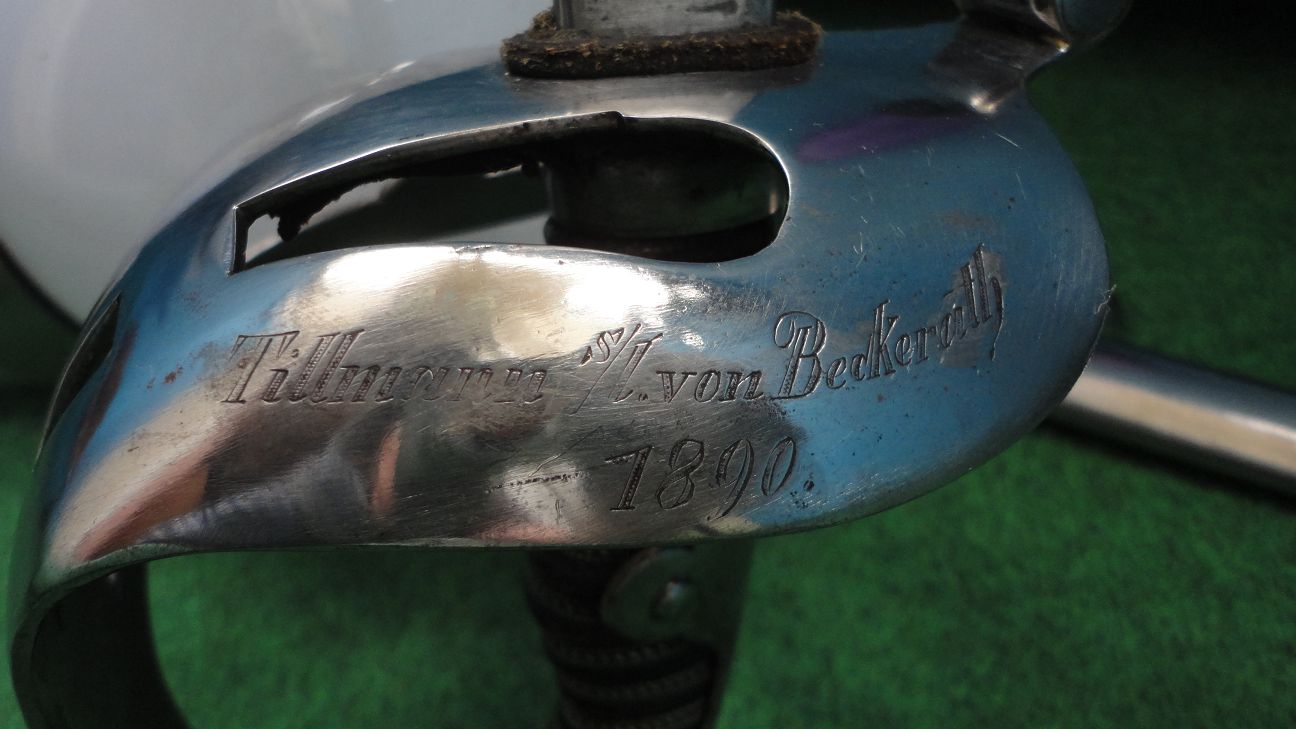 Tillmann s/l. von Beckerath
1890.